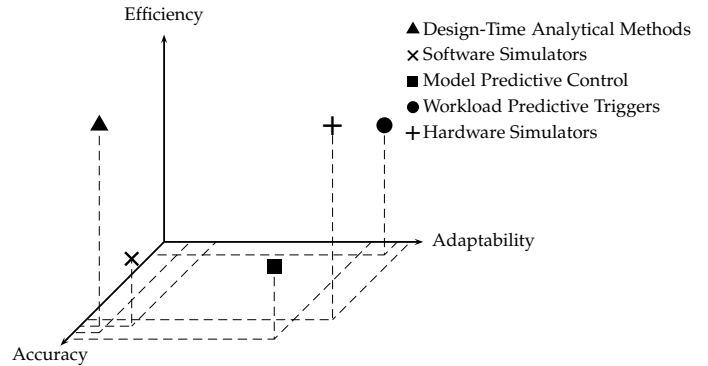 Efficiency
Design-Time Analytical Methods
Software Simulators
Model Predictive Control
Workload Predictive Triggers
Hardware Simulators
Adaptability
Accuracy